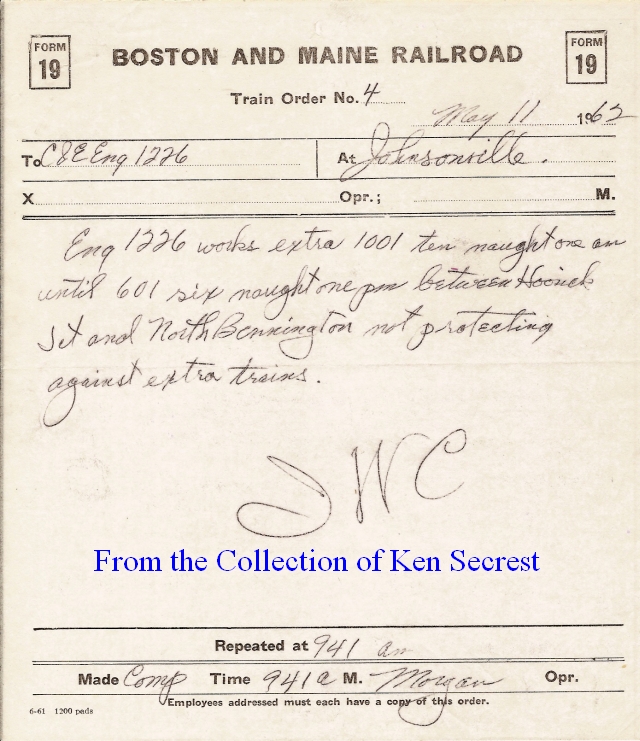 FORM 19 BOSTON AND MAINE RAILROAD FORM 19
Train Order No. 4
May 11 1962
To C&E Eng 1226 At Johnsonville.
X Opr.; M.
Eng 1226 works extra 1001 ten naught one am
until 601 six naught one pm between Hoosick
Jct and North Bennington not protecting
against extra trains.
JWC
From the Collection of Ken Secrest
Repeated at 941 am
Made Comp Time 941a M. Morgan Opr.
Employees addressed must each have a copy of this order.
6-61 1200 pads